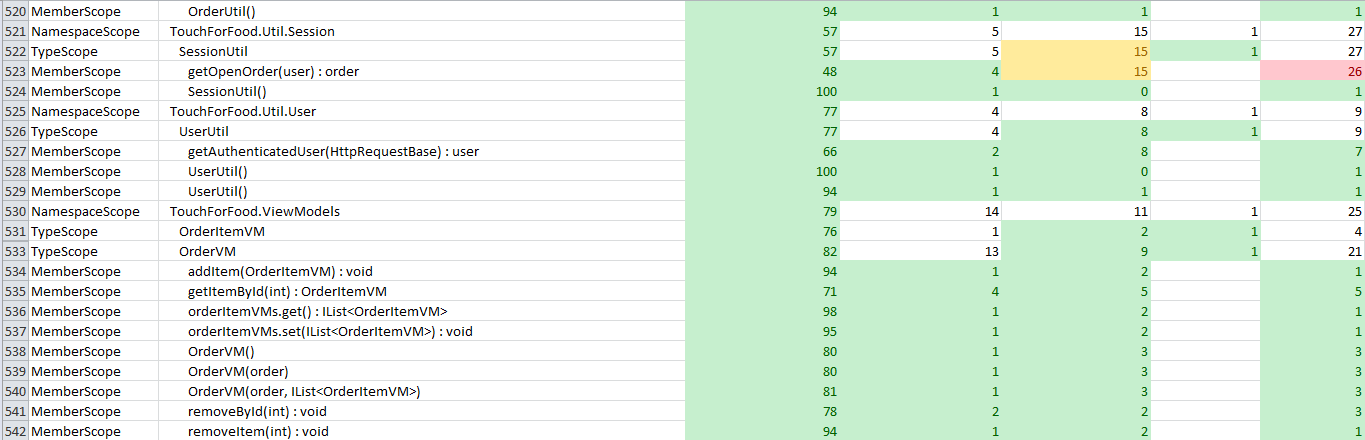 520 MemberScope OrderUtil() 94 1 1 1
521 NamespaceScope TouchForFood.Util.Session 57 5 15 1 27
522 TypeScope SessionUtil 57 5 15 1 27
523 MemberScope getOpenOrder(user) : order 48 4 15 26
524 MemberScope SessionUtil() 100 1 0 1
525 NamespaceScope TouchForFood.Util.User 77 4 8 1 9
526 TypeScope UserUtil 77 4 8 1 9
527 MemberScope getAuthenticatedUser(HttpRequestBase) : user 66 2 8 7
528 MemberScope UserUtil() 100 1 0 1
529 MemberScope UserUtil() 94 1 1 1
530 NamespaceScope TouchForFood.ViewModels 79 14 11 1 25
531 TypeScope OrderItemVM 76 1 2 1 4
533 TypeScope OrderVM 82 13 9 1 21
534 MemberScope addItem(OrderItemVM) : void 94 1 2 1
535 MemberScope getItemById(int) : OrderItemVM 71 4 5 5
536 MemberScope orderItemVMs.get() : IList<OrderItemVM> 98 1 2 1
537 MemberScope orderItemVMs.set(IList<OrderItemVM>) : void 95 1 2 1
538 MemberScope OrderVM() 80 1 3 3
539 MemberScope OrderVM(order) 80 1 3 3
540 MemberScope OrderVM(order, IList<OrderItemVM>) 81 1 3 3
541 MemberScope removeById(int) : void 78 2 2 3
542 MemberScope removeItem(int) : void 94 1 2 1